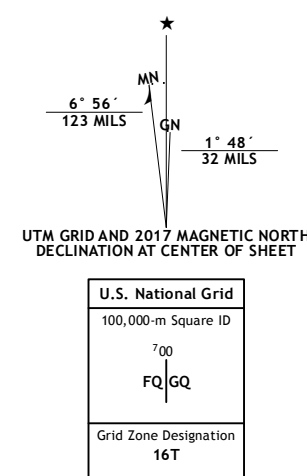 ★
MN
6° 56´
123 MILS
GN
1° 48´
32 MILS
UTM GRID AND 2017 MAGNETIC NORTH
DECLINATION AT CENTER OF SHEET
U.S. National Grid
100,000-m Square ID
⁷00
FQ GQ
Grid Zone Designation
16T